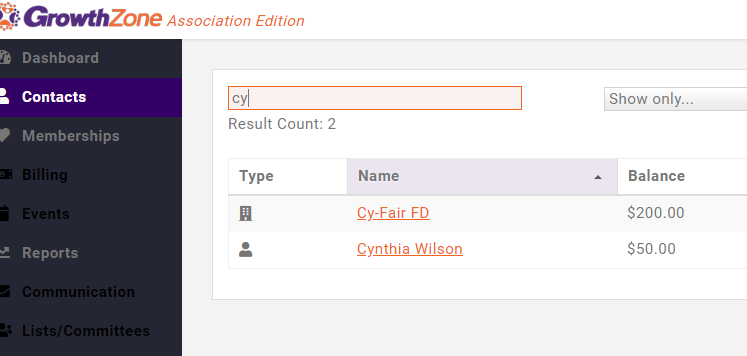 GrowthZone Association Edition
Dashboard
Contacts
Memberships
Billing
Events
Reports
Communication
Lists/Committees
cy
Show only...
Result Count: 2
Type Name Balance
Cy-Fair FD $200.00
Cynthia Wilson $50.00